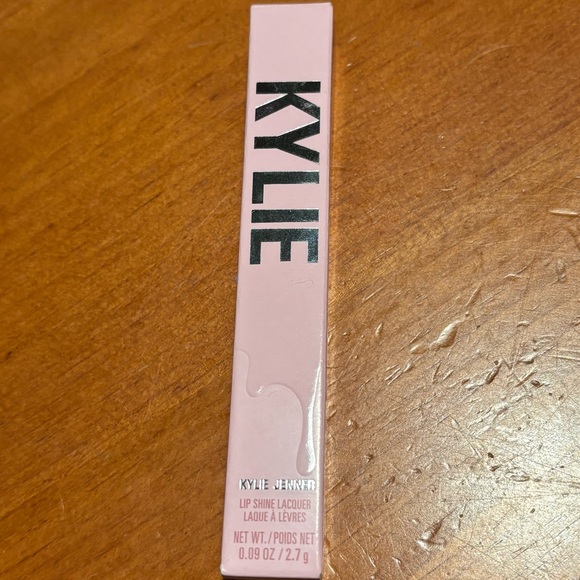 KYLIE
KYLIE JENNER
LIP SHINE LACQUER
LAQUE À LÈVRES
NET WT./POIDS NET
0.09 OZ / 2.7 g